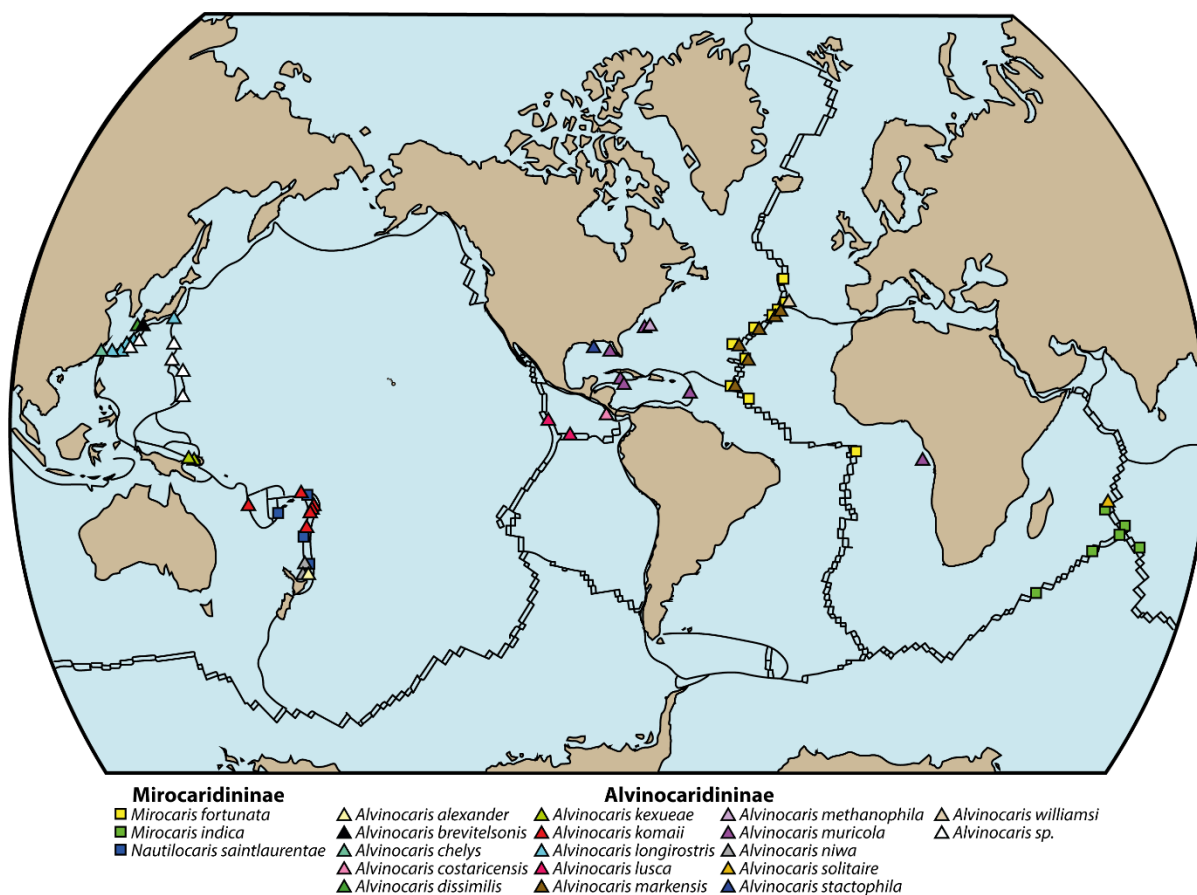 Mirocaridininae
Mirocaris fortunata
Mirocaris indica
Nautilocaris saintlaurentae
Alvinocaridininae
Alvinocaris alexander
Alvinocaris brevitelsonis
Alvinocaris chelys
Alvinocaris costaricensis
Alvinocaris dissimilis
Alvinocaris kexueae
Alvinocaris komaii
Alvinocaris longirostris
Alvinocaris lusca
Alvinocaris markensis
Alvinocaris methanophila
Alvinocaris muricola
Alvinocaris niwa
Alvinocaris solitaire
Alvinocaris stactophila
Alvinocaris williamsi
Alvinocaris sp.